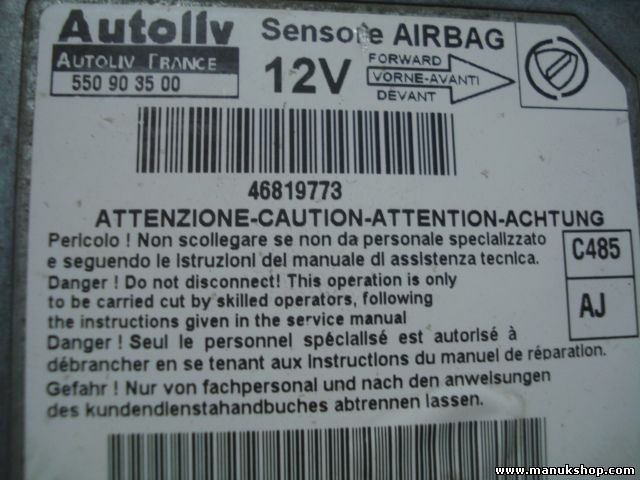 Autoliv
AUTOLIV FRANCE
550 90 35 00
Sensore AIRBAG
12V
FORWARD
VORNE-AVANTI
DEVANT
46819773
ATTENZIONE-CAUTION-ATTENTION-ACHTUNG
Pericolo ! Non scollegare se non da personale specializzato
e seguendo le istruzioni del manuale di assistenza tecnica.
Danger ! Do not disconnect! This operation is only
to be carried cut by skilled operators, following
the instructions given in the service manual
Danger ! Seul le personnel spécialisé est autorisé à
débrancher en se tenant aux instructions du manuel de réparation.
Gefahr ! Nur von fachpersonal und nach den anweisungen
des kundendienstahandbuches abtrennen lassen.
C485
AJ
www.manukshop.com